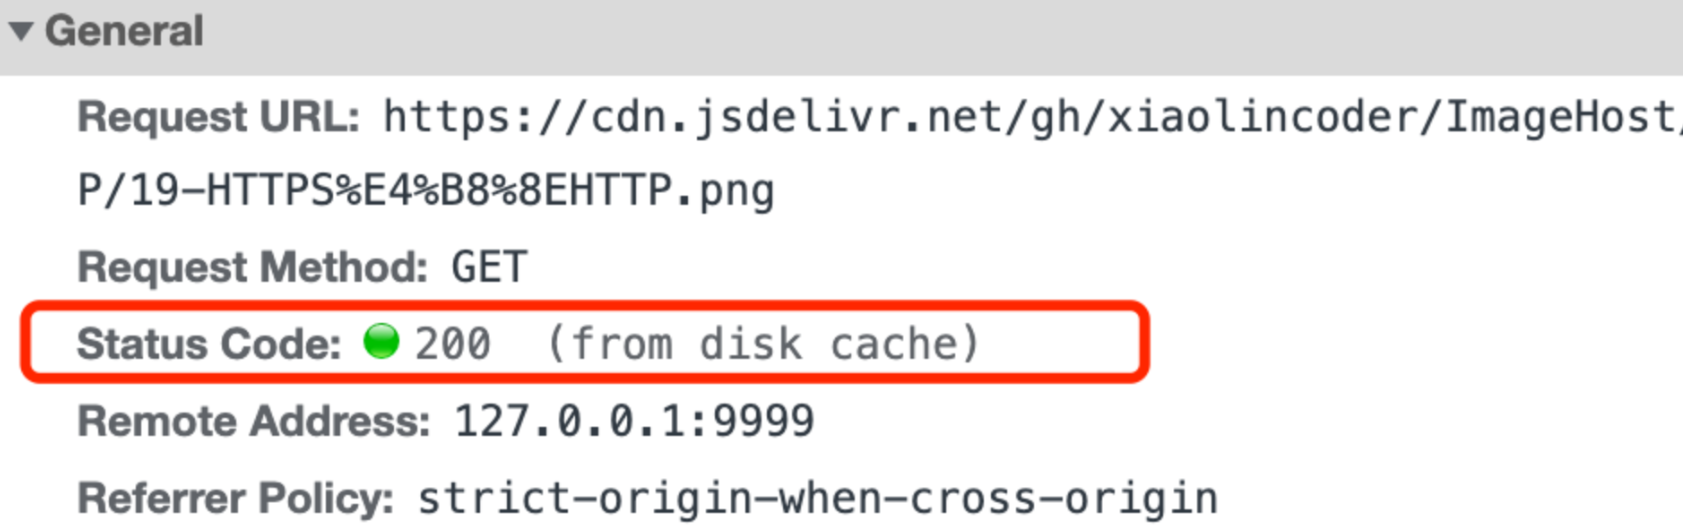 General
Request URL: https://cdn.jsdelivr.net/gh/xiaolincoder/ImageHost/
P/19-HTTPS%E4%B8%8EHTTP.png
Request Method: GET
Status Code: 200 (from disk cache)
Remote Address: 127.0.0.1:9999
Referrer Policy: strict-origin-when-cross-origin